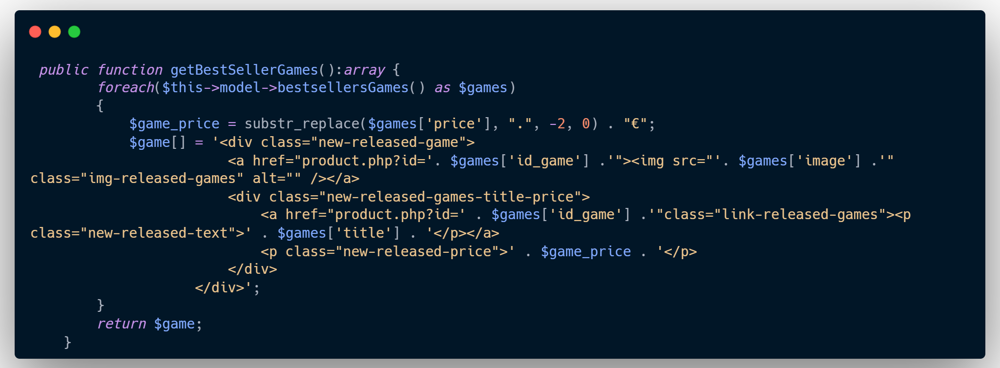 public function getBestSellerGames():array {
foreach($this->model->bestsellersGames() as $games)
{
$game_price = substr_replace($games['price'], ".", -2, 0) . "€";
$game[] = '<div class="new-released-game">
<a href="product.php?id='. $games['id_game'] .'"><img src="'. $games['image'] .'"
class="img-released-games" alt="" /></a>
<div class="new-released-games-title-price">
<a href="product.php?id=' . $games['id_game'] .'"class="link-released-games"><p
class="new-released-text">' . $games['title'] . '</p></a>
<p class="new-released-price">' . $game_price . '</p>
</div>
</div>';
}
return $game;
}